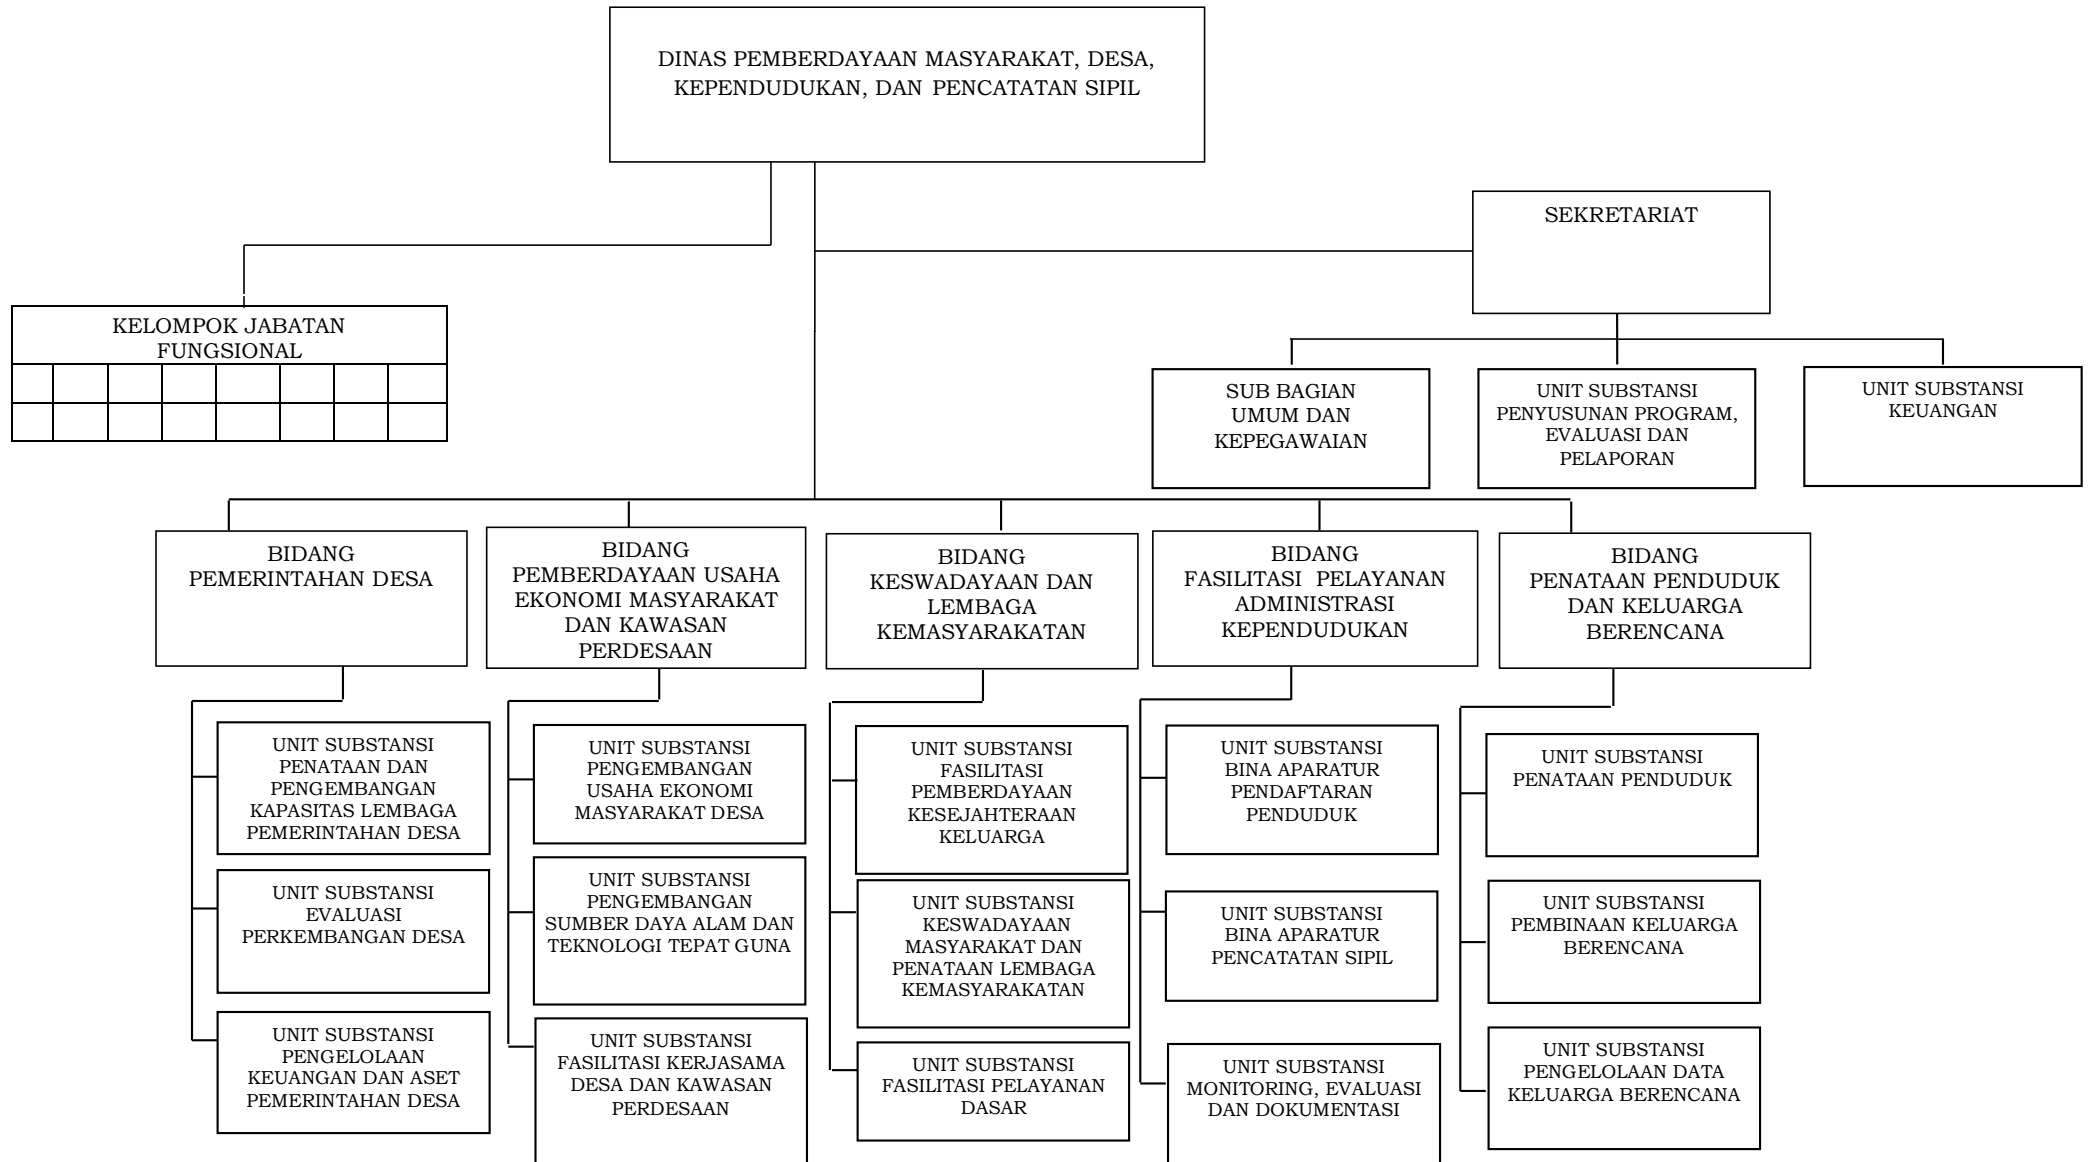 DINAS PEMBERDAYAAN MASYARAKAT, DESA,
KEPENDUDUKAN, DAN PENCATATAN SIPIL
SEKRETARIAT
KELOMPOK JABATAN
FUNGSIONAL
SUB BAGIAN
UMUM DAN
KEPEGAWAIAN
UNIT SUBSTANSI
PENYUSUNAN PROGRAM,
EVALUASI DAN
PELAPORAN
UNIT SUBSTANSI
KEUANGAN
BIDANG
PEMERINTAHAN DESA
BIDANG
PEMBERDAYAAN USAHA
EKONOMI MASYARAKAT
DAN KAWASAN
PERDESAAN
BIDANG
KESWADAYAAN DAN
LEMBAGA
KEMASYARAKATAN
BIDANG
FASILITASI PELAYANAN
ADMINISTRASI
KEPENDUDUKAN
BIDANG
PENATAAN PENDUDUK
DAN KELUARGA
BERENCANA
UNIT SUBSTANSI
PENATAAN DAN
PENGEMBANGAN
KAPASITAS LEMBAGA
PEMERINTAHAN DESA
UNIT SUBSTANSI
EVALUASI
PERKEMBANGAN DESA
UNIT SUBSTANSI
PENGELOLAAN
KEUANGAN DAN ASET
PEMERINTAHAN DESA
UNIT SUBSTANSI
PENGEMBANGAN
USAHA EKONOMI
MASYARAKAT DESA
UNIT SUBSTANSI
PENGEMBANGAN
SUMBER DAYA ALAM DAN
TEKNOLOGI TEPAT GUNA
UNIT SUBSTANSI
FASILITASI KERJASAMA
DESA DAN KAWASAN
PERDESAAN
UNIT SUBSTANSI
FASILITASI
PEMBERDAYAAN
KESEJAHTERAAN
KELUARGA
UNIT SUBSTANSI
KESWADAYAAN
MASYARAKAT DAN
PENATAAN LEMBAGA
KEMASYARAKATAN
UNIT SUBSTANSI
FASILITASI PELAYANAN
DASAR
UNIT SUBSTANSI
BINA APARATUR
PENDAFTARAN
PENDUDUK
UNIT SUBSTANSI
BINA APARATUR
PENCATATAN SIPIL
UNIT SUBSTANSI
MONITORING, EVALUASI
DAN DOKUMENTASI
UNIT SUBSTANSI
PENATAAN PENDUDUK
UNIT SUBSTANSI
PEMBINAAN KELUARGA
BERENCANA
UNIT SUBSTANSI
PENGELOLAAN DATA
KELUARGA BERENCANA